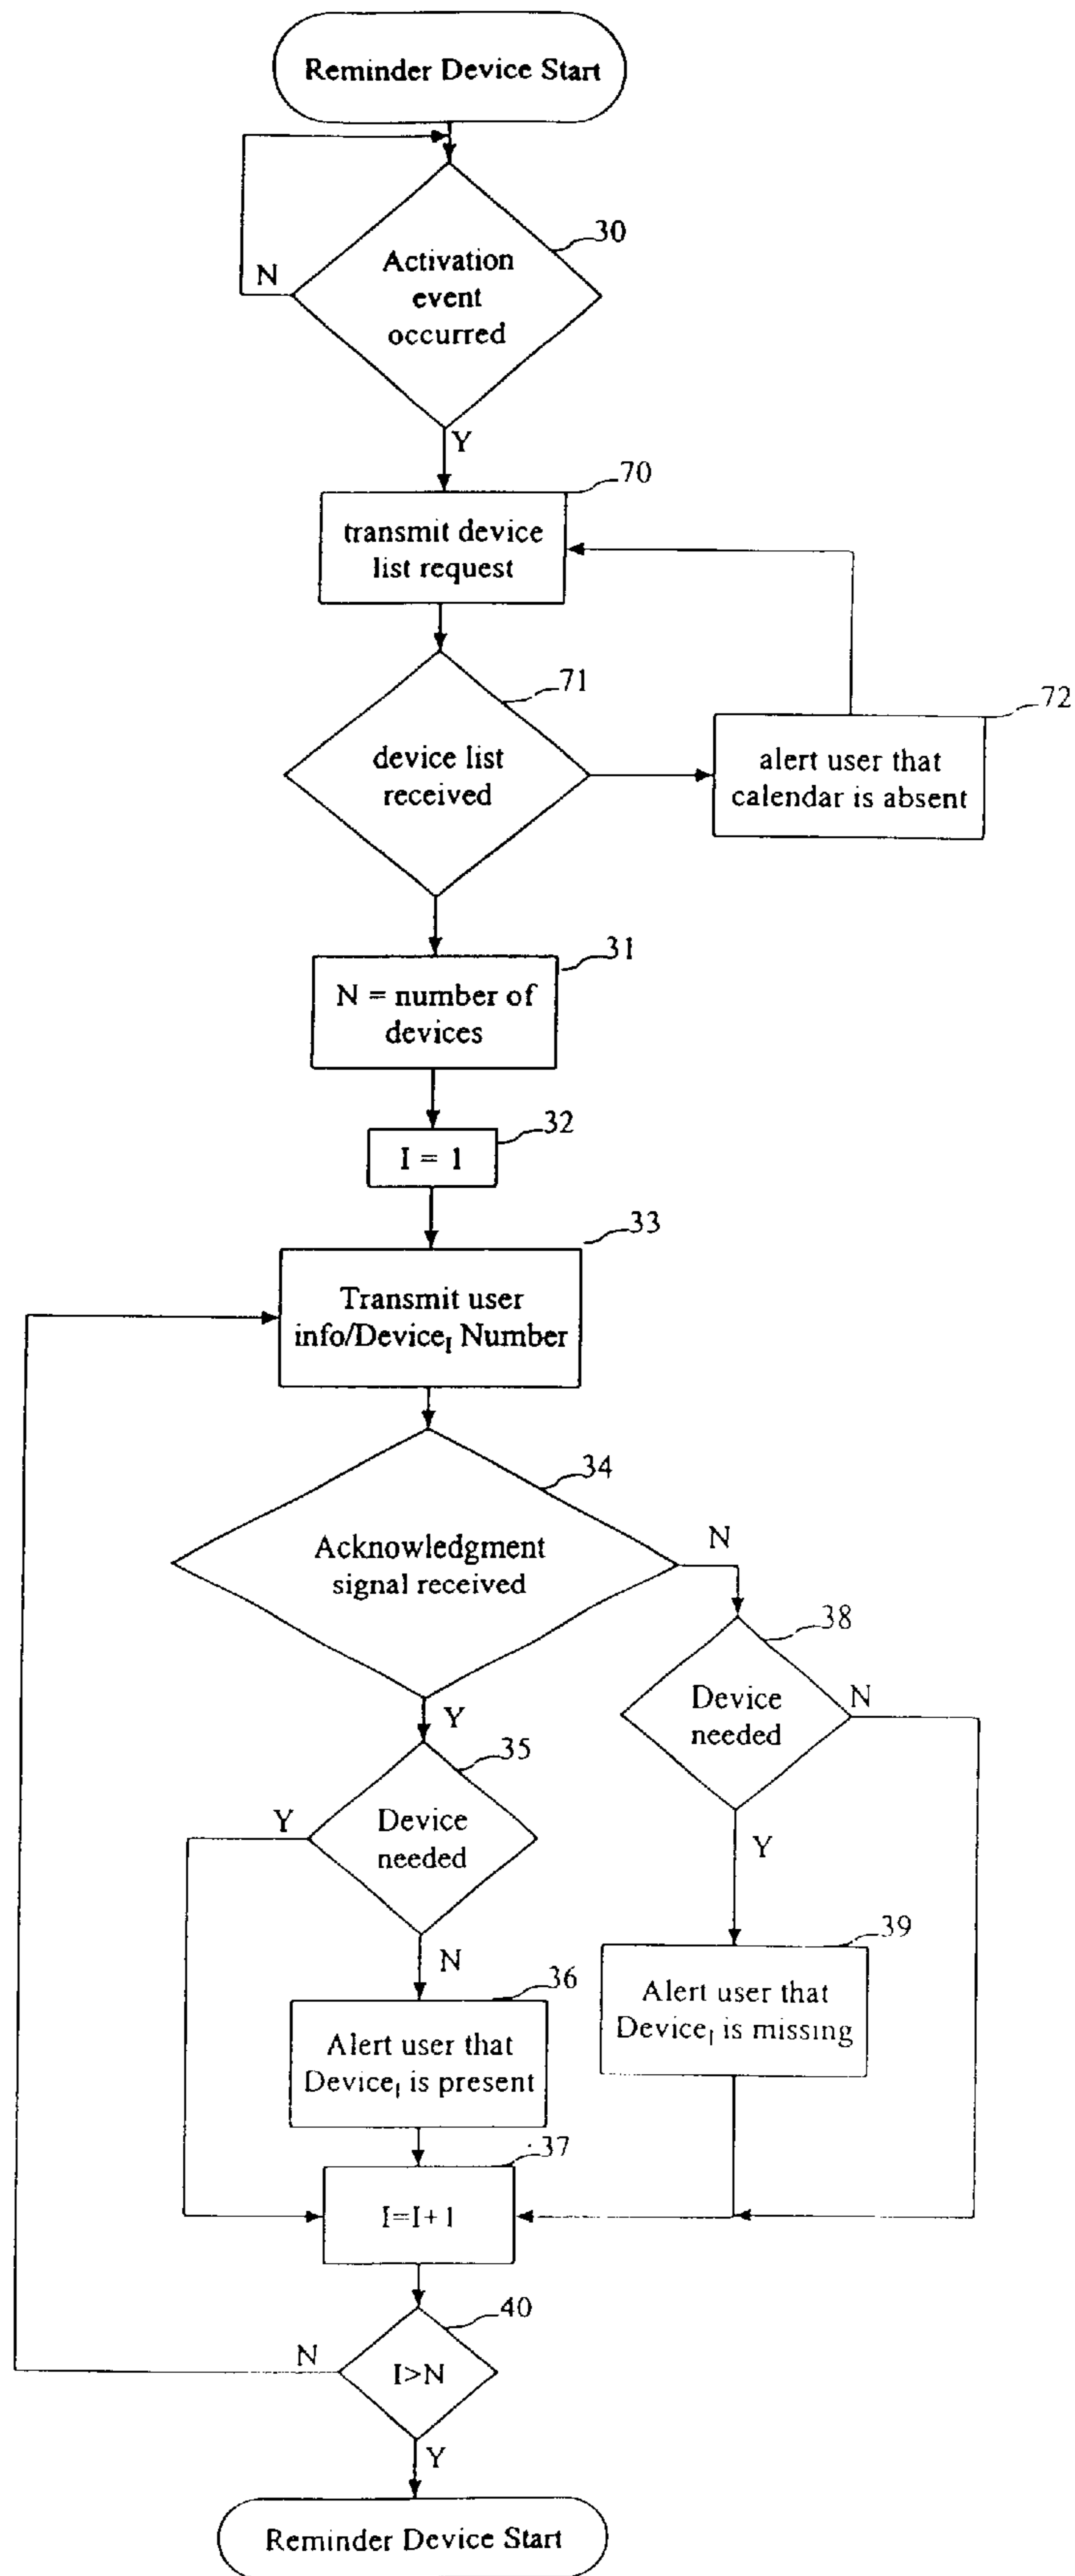 Reminder Device Start
30
Activation
event
occurred
N
Y
70
transmit device
list request
71
device list
received
72
alert user that
calendar is absent
31
N = number of
devices
32
I = 1
33
Transmit user
info/DeviceI Number
34
Acknowledgment
signal received
N
Y
38
Device
needed
N
Y
35
Device
needed
Y
N
39
Alert user that
DeviceI is missing
36
Alert user that
DeviceI is present
37
I=I+1
40
I>N
N
Y
Reminder Device Start